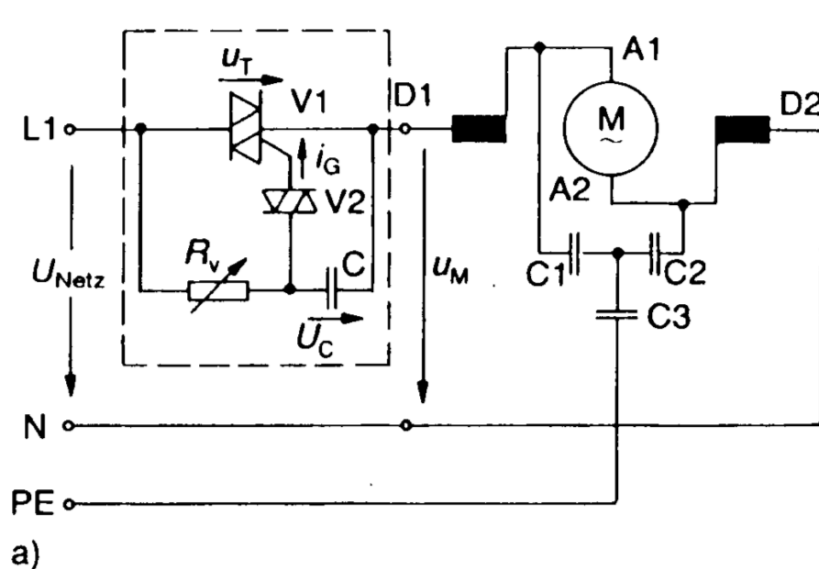 u_T
V1
D1
A1
D2
L1
M
~
i_G
V2
A2
R_v
C
U_Netz
u_M
C1
C2
U_C
C3
N
PE
a)